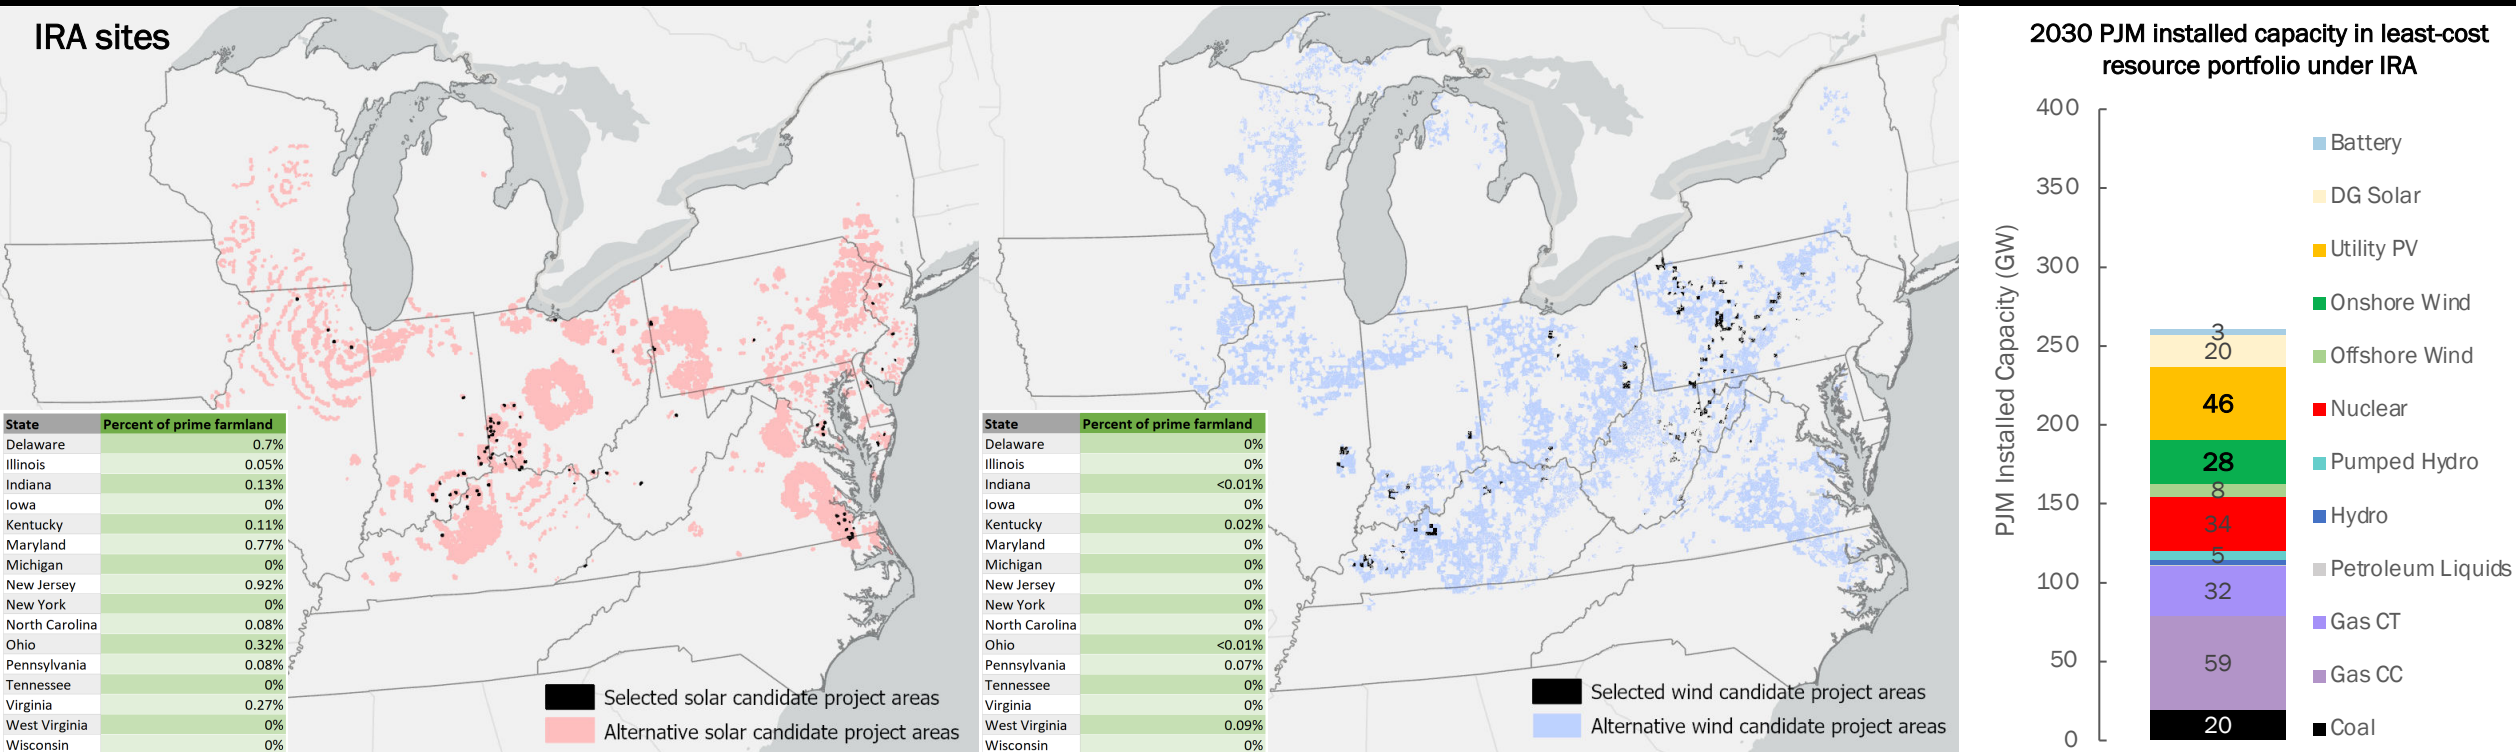 IRA sites
State Percent of prime farmland
Delaware 0.7%
Illinois 0.05%
Indiana 0.13%
Iowa 0%
Kentucky 0.11%
Maryland 0.77%
Michigan 0%
New Jersey 0.92%
New York 0%
North Carolina 0.08%
Ohio 0.32%
Pennsylvania 0.08%
Tennessee 0%
Virginia 0.27%
West Virginia 0%
Wisconsin 0%
Selected solar candidate project areas
Alternative solar candidate project areas
State Percent of prime farmland
Delaware 0%
Illinois 0%
Indiana <0.01%
Iowa 0%
Kentucky 0.02%
Maryland 0%
Michigan 0%
New Jersey 0%
New York 0%
North Carolina 0%
Ohio <0.01%
Pennsylvania 0.07%
Tennessee 0%
Virginia 0%
West Virginia 0.09%
Wisconsin 0%
Selected wind candidate project areas
Alternative wind candidate project areas
2030 PJM installed capacity in least-cost
resource portfolio under IRA
PJM Installed Capacity (GW)
400
350
300
250
200
150
100
50
0
3
20
46
28
8
34
5
32
59
20
Battery
DG Solar
Utility PV
Onshore Wind
Offshore Wind
Nuclear
Pumped Hydro
Hydro
Petroleum Liquids
Gas CT
Gas CC
Coal